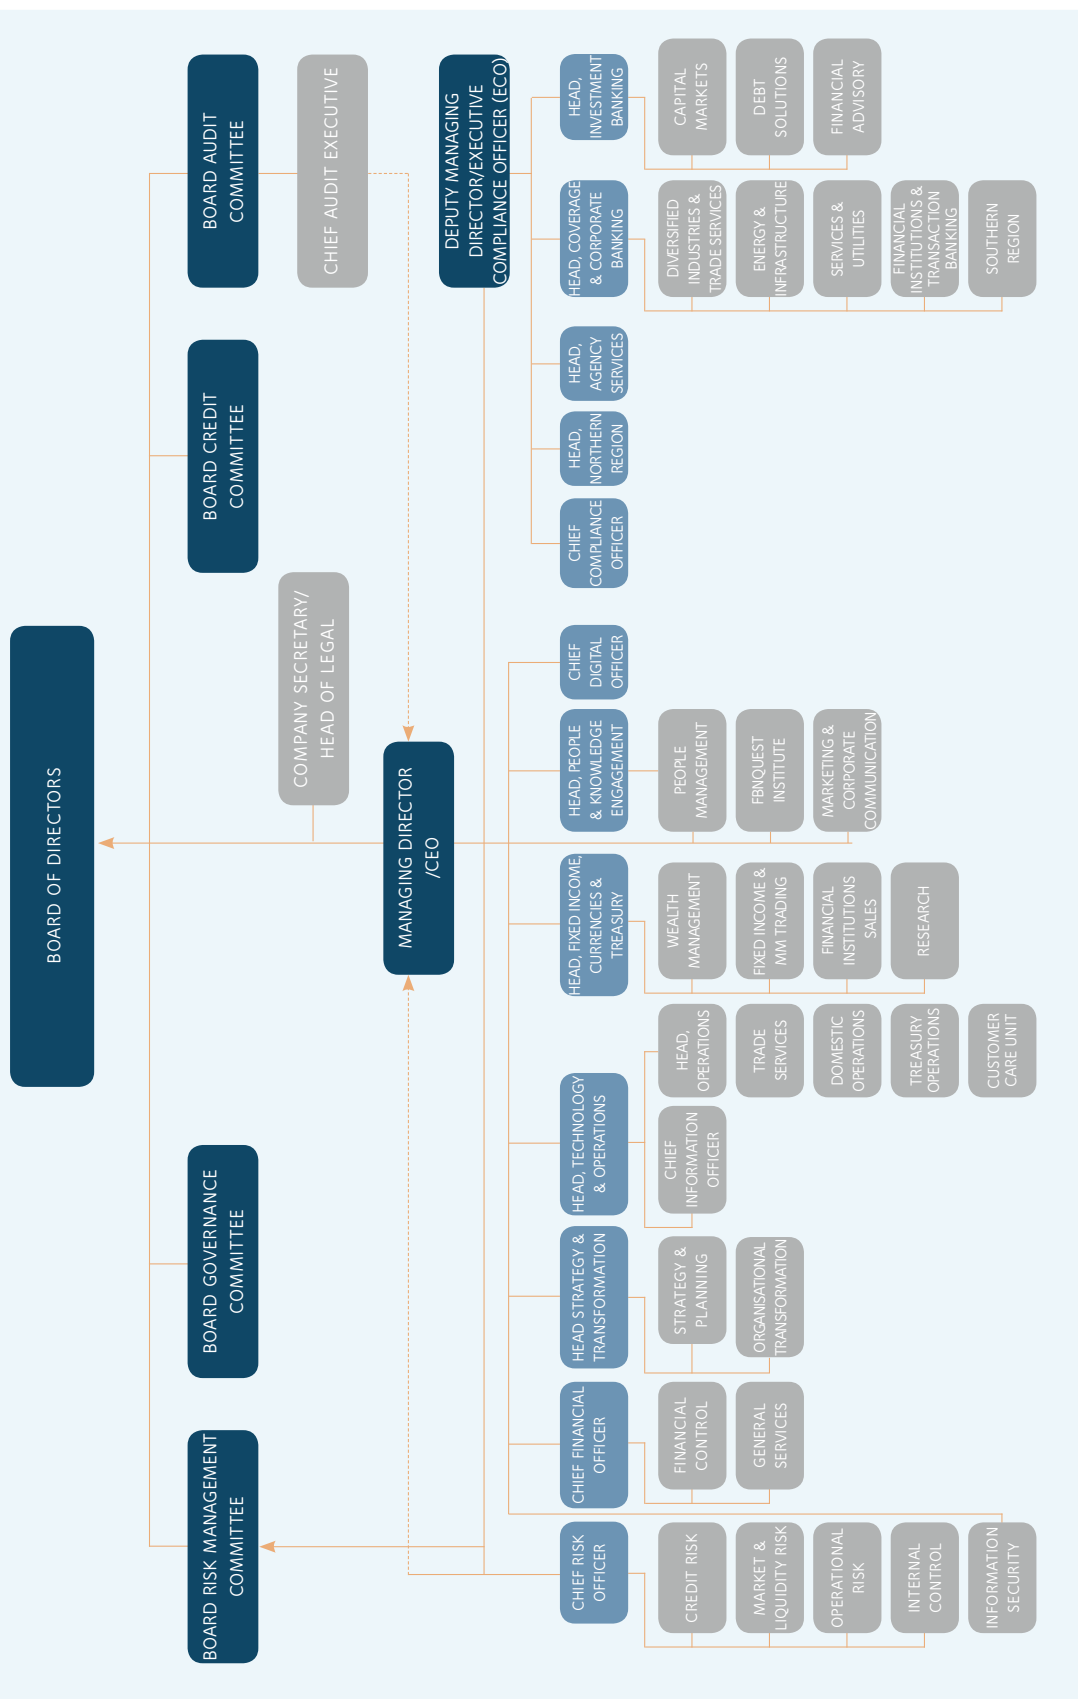 BOARD OF DIRECTORS
BOARD RISK MANAGEMENT
COMMITTEE
BOARD GOVERNANCE
COMMITTEE
BOARD CREDIT
COMMITTEE
BOARD AUDIT
COMMITTEE
COMPANY SECRETARY/
HEAD OF LEGAL
CHIEF AUDIT EXECUTIVE
MANAGING DIRECTOR
/CEO
DEPUTY MANAGING
DIRECTOR/EXECUTIVE
COMPLIANCE OFFICER (ECO)
CHIEF RISK
OFFICER
CHIEF FINANCIAL
OFFICER
HEAD STRATEGY &
TRANSFORMATION
HEAD, TECHNOLOGY
& OPERATIONS
HEAD, FIXED INCOME,
CURRENCIES &
TREASURY
HEAD, PEOPLE
& KNOWLEDGE
ENGAGEMENT
CHIEF
DIGITAL
OFFICER
CHIEF
COMPLIANCE
OFFICER
HEAD,
NORTHERN
REGION
HEAD,
AGENCY
SERVICES
HEAD, COVERAGE
& CORPORATE
BANKING
HEAD,
INVESTMENT
BANKING
CREDIT RISK
MARKET &
LIQUIDITY RISK
OPERATIONAL
RISK
INTERNAL
CONTROL
INFORMATION
SECURITY
FINANCIAL
CONTROL
GENERAL
SERVICES
STRATEGY &
PLANNING
ORGANISATIONAL
TRANSFORMATION
CHIEF
INFORMATION
OFFICER
HEAD,
OPERATIONS
TRADE
SERVICES
DOMESTIC
OPERATIONS
TREASURY
OPERATIONS
CUSTOMER
CARE UNIT
WEALTH
MANAGEMENT
FIXED INCOME &
MM TRADING
FINANCIAL
INSTITUTIONS
SALES
RESEARCH
PEOPLE
MANAGEMENT
FBNQUEST
INSTITUTE
MARKETING &
CORPORATE
COMMUNICATION
DIVERSIFIED
INDUSTRIES &
TRADE SERVICES
ENERGY &
INFRASTRUCTURE
SERVICES &
UTILITIES
FINANCIAL
INSTITUTIONS &
TRANSACTION
BANKING
SOUTHERN
REGION
CAPITAL
MARKETS
DEBT
SOLUTIONS
FINANCIAL
ADVISORY